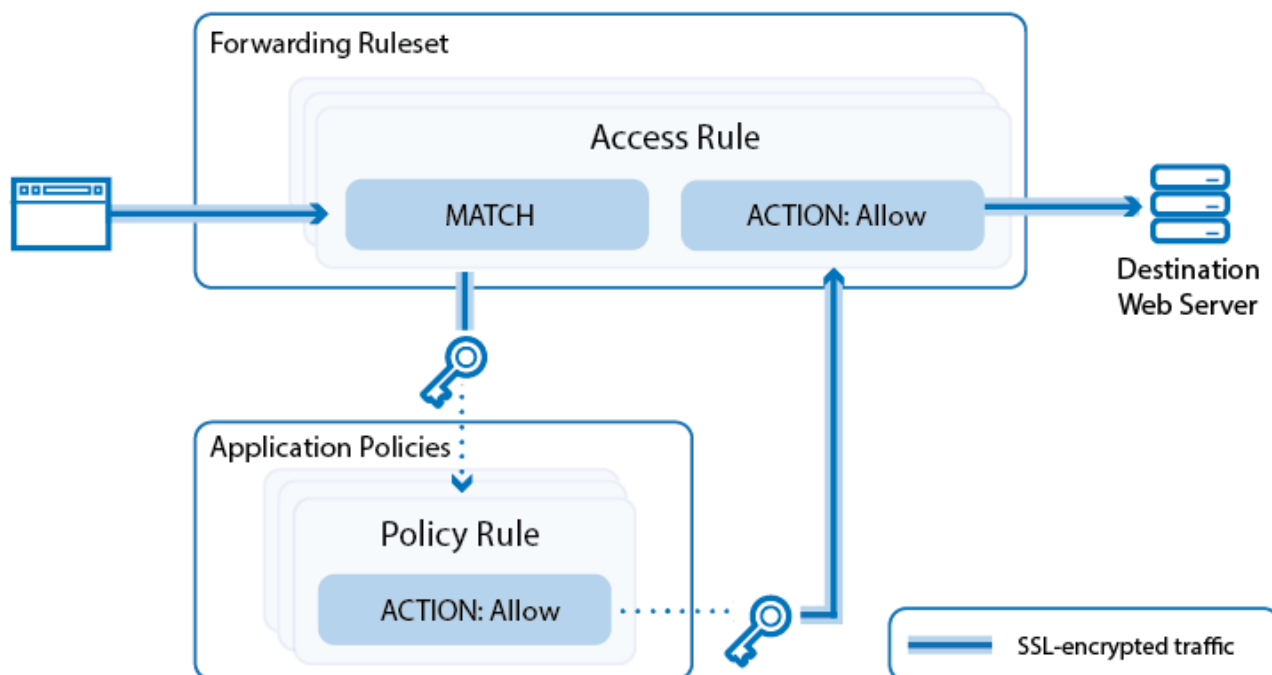 Forwarding Ruleset
Access Rule
MATCH
ACTION: Allow
Destination
Web Server
Application Policies
Policy Rule
ACTION: Allow
SSL-encrypted traffic